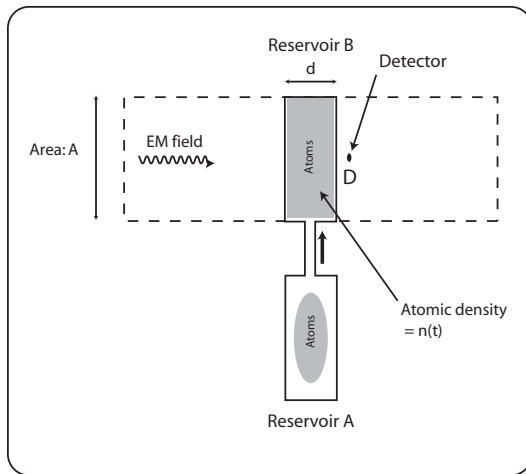 Reservoir B
d
Detector
Area: A
EM field
Atoms
D
Atomic density
= n(t)
Atoms
Reservoir A